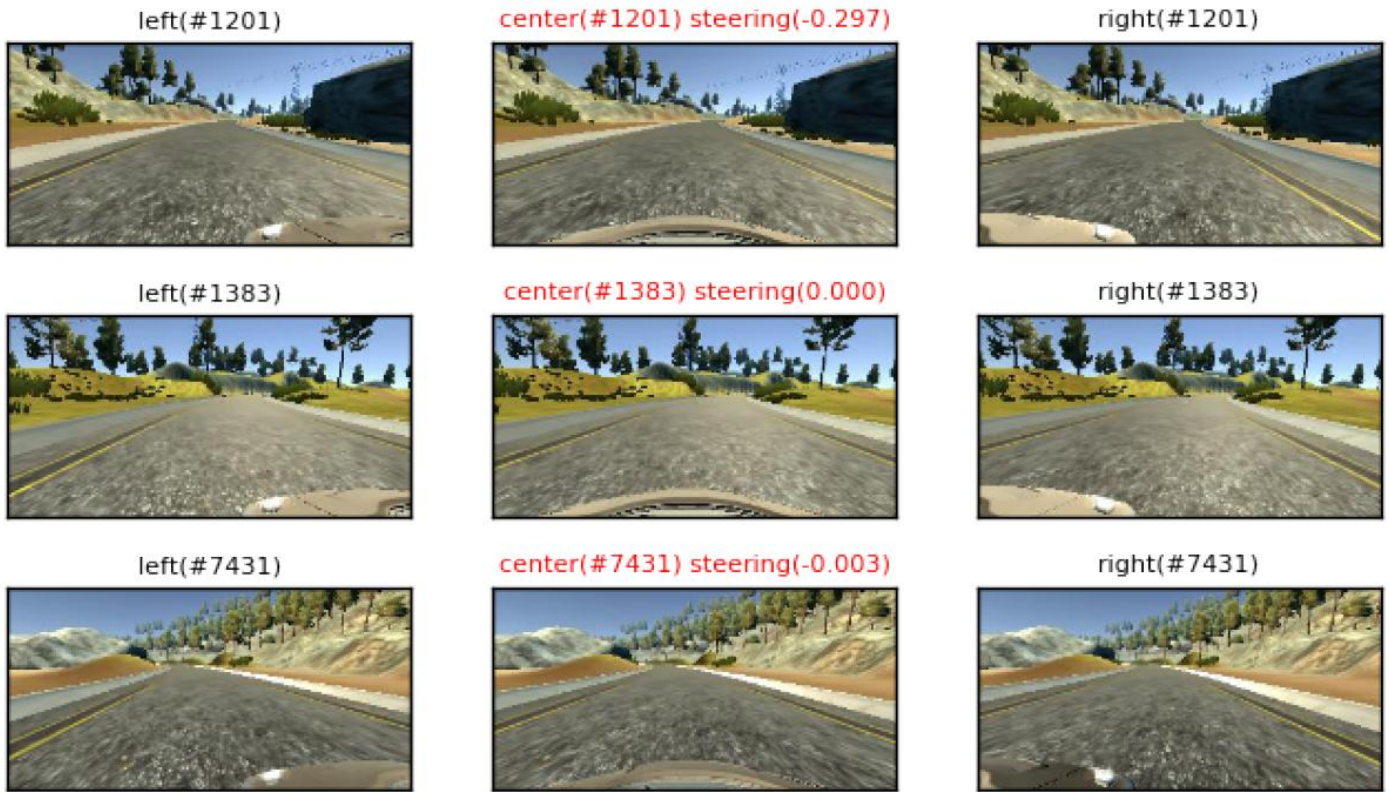 left(#1201)
center(#1201) steering(-0.297)
right(#1201)
left(#1383)
center(#1383) steering(0.000)
right(#1383)
left(#7431)
center(#7431) steering(-0.003)
right(#7431)